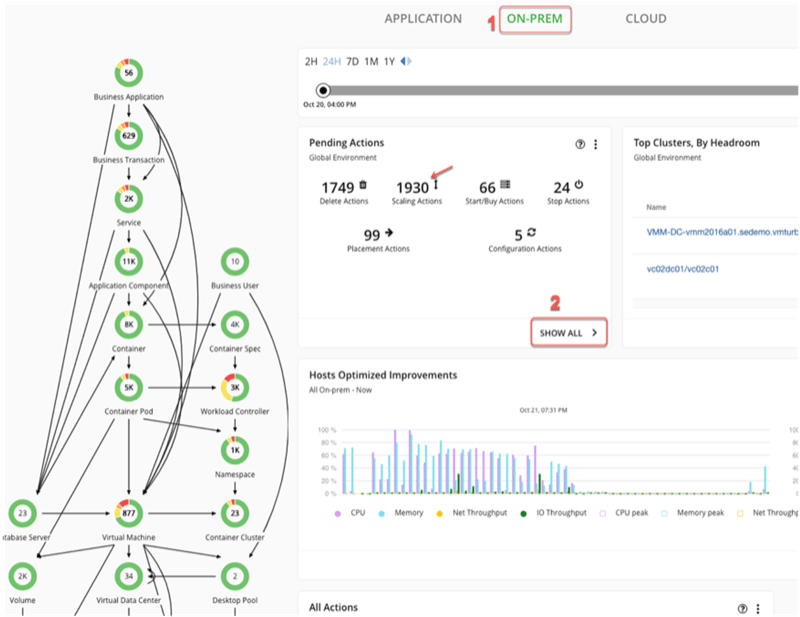 APPLICATION
1
ON-PREM
CLOUD
56
Business Application
629
Business Transaction
2K
Service
11K
Application Component
10
Business User
8K
Container
4K
Container Spec
5K
Container Pod
3K
Workload Controller
1K
Namespace
23
tabase Server
877
Virtual Machine
23
Container Cluster
2K
Volume
34
Virtual Data Center
2
Desktop Pool
2H 24H 7D 1M 1Y
Oct 20, 04:00 PM
Pending Actions
Global Environment
1749
Delete Actions
1930
Scaling Actions
66
Start/Buy Actions
24
Stop Actions
99
Placement Actions
5
Configuration Actions
2
SHOW ALL >
Top Clusters, By Headroom
Global Environment
Name
VMM-DC-vmm2016a01.sedemo.vmturb
vc02dc01/vc02c01
Hosts Optimized Improvements
All On-prem - Now
Oct 21, 07:31 PM
100 %
80 %
60 %
40 %
20 %
0 %
CPU Memory Net Throughput IO Throughput CPU peak Memory peak Net Throughp
All Actions